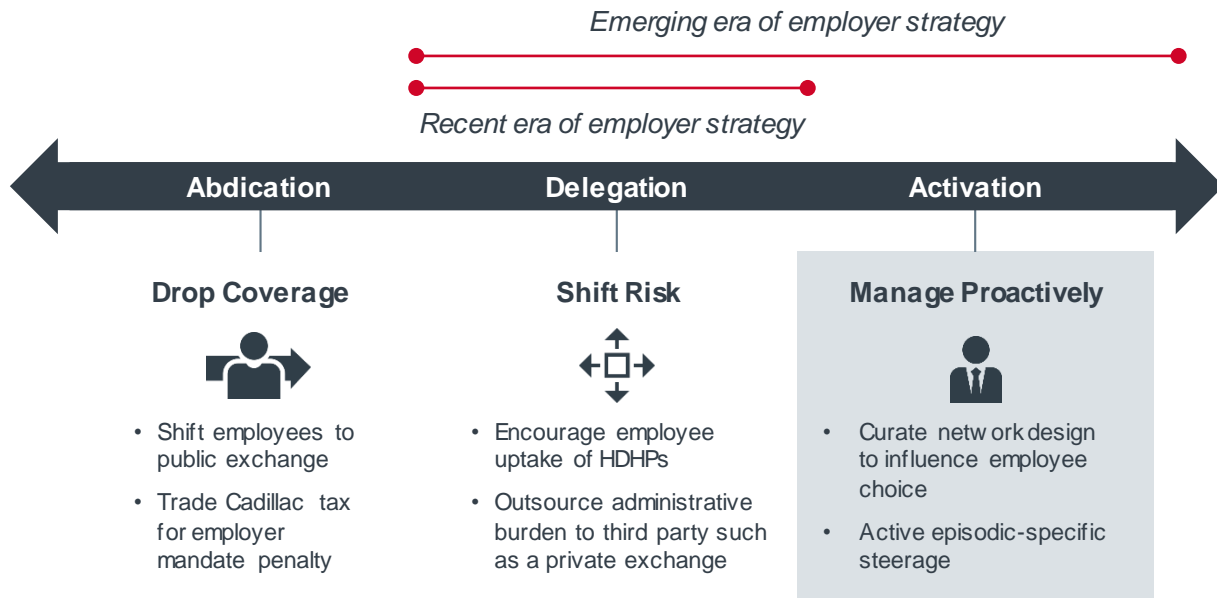 Emerging era of employer strategy
Recent era of employer strategy
Abdication
Delegation
Activation
Drop Coverage
• Shift employees to
public exchange
• Trade Cadillac tax
for employer
mandate penalty
Shift Risk
• Encourage employee
uptake of HDHPs
• Outsource administrative
burden to third party such
as a private exchange
Manage Proactively
• Curate network design
to influence employee
choice
• Active episodic-specific
steerage